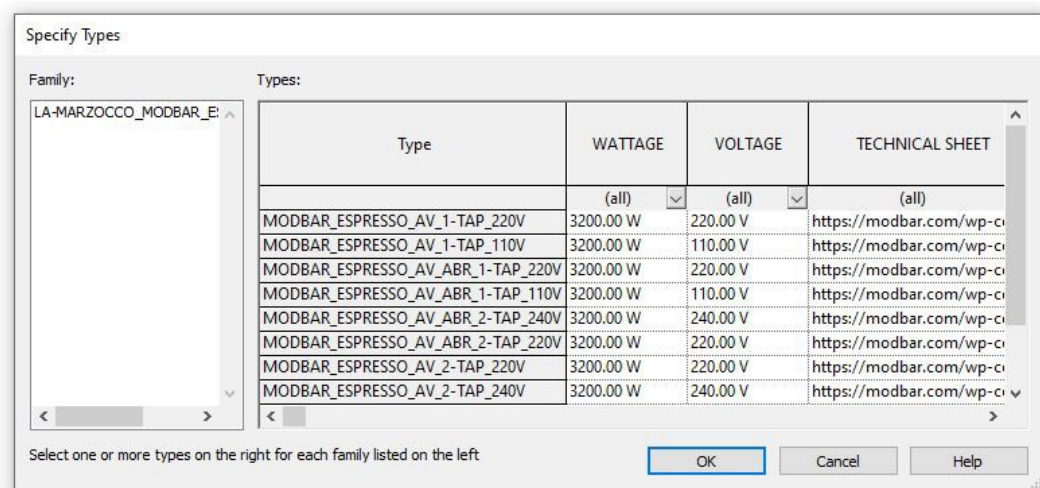 Specify Types
Family:
Types:
LA-MARZOCCO_MODBAR_E
Type WATTAGE VOLTAGE TECHNICAL SHEET
(all) (all) (all)
MODBAR_ESPRESSO_AV_1-TAP_220V 3200.00 W 220.00 V https://modbar.com/wp-c
MODBAR_ESPRESSO_AV_1-TAP_110V 3200.00 W 110.00 V https://modbar.com/wp-c
MODBAR_ESPRESSO_AV_ABR_1-TAP_220V 3200.00 W 220.00 V https://modbar.com/wp-c
MODBAR_ESPRESSO_AV_ABR_1-TAP_110V 3200.00 W 110.00 V https://modbar.com/wp-c
MODBAR_ESPRESSO_AV_ABR_2-TAP_240V 3200.00 W 240.00 V https://modbar.com/wp-c
MODBAR_ESPRESSO_AV_ABR_2-TAP_220V 3200.00 W 220.00 V https://modbar.com/wp-c
MODBAR_ESPRESSO_AV_2-TAP_220V 3200.00 W 220.00 V https://modbar.com/wp-c
MODBAR_ESPRESSO_AV_2-TAP_240V 3200.00 W 240.00 V https://modbar.com/wp-c
Select one or more types on the right for each family listed on the left
OK Cancel Help